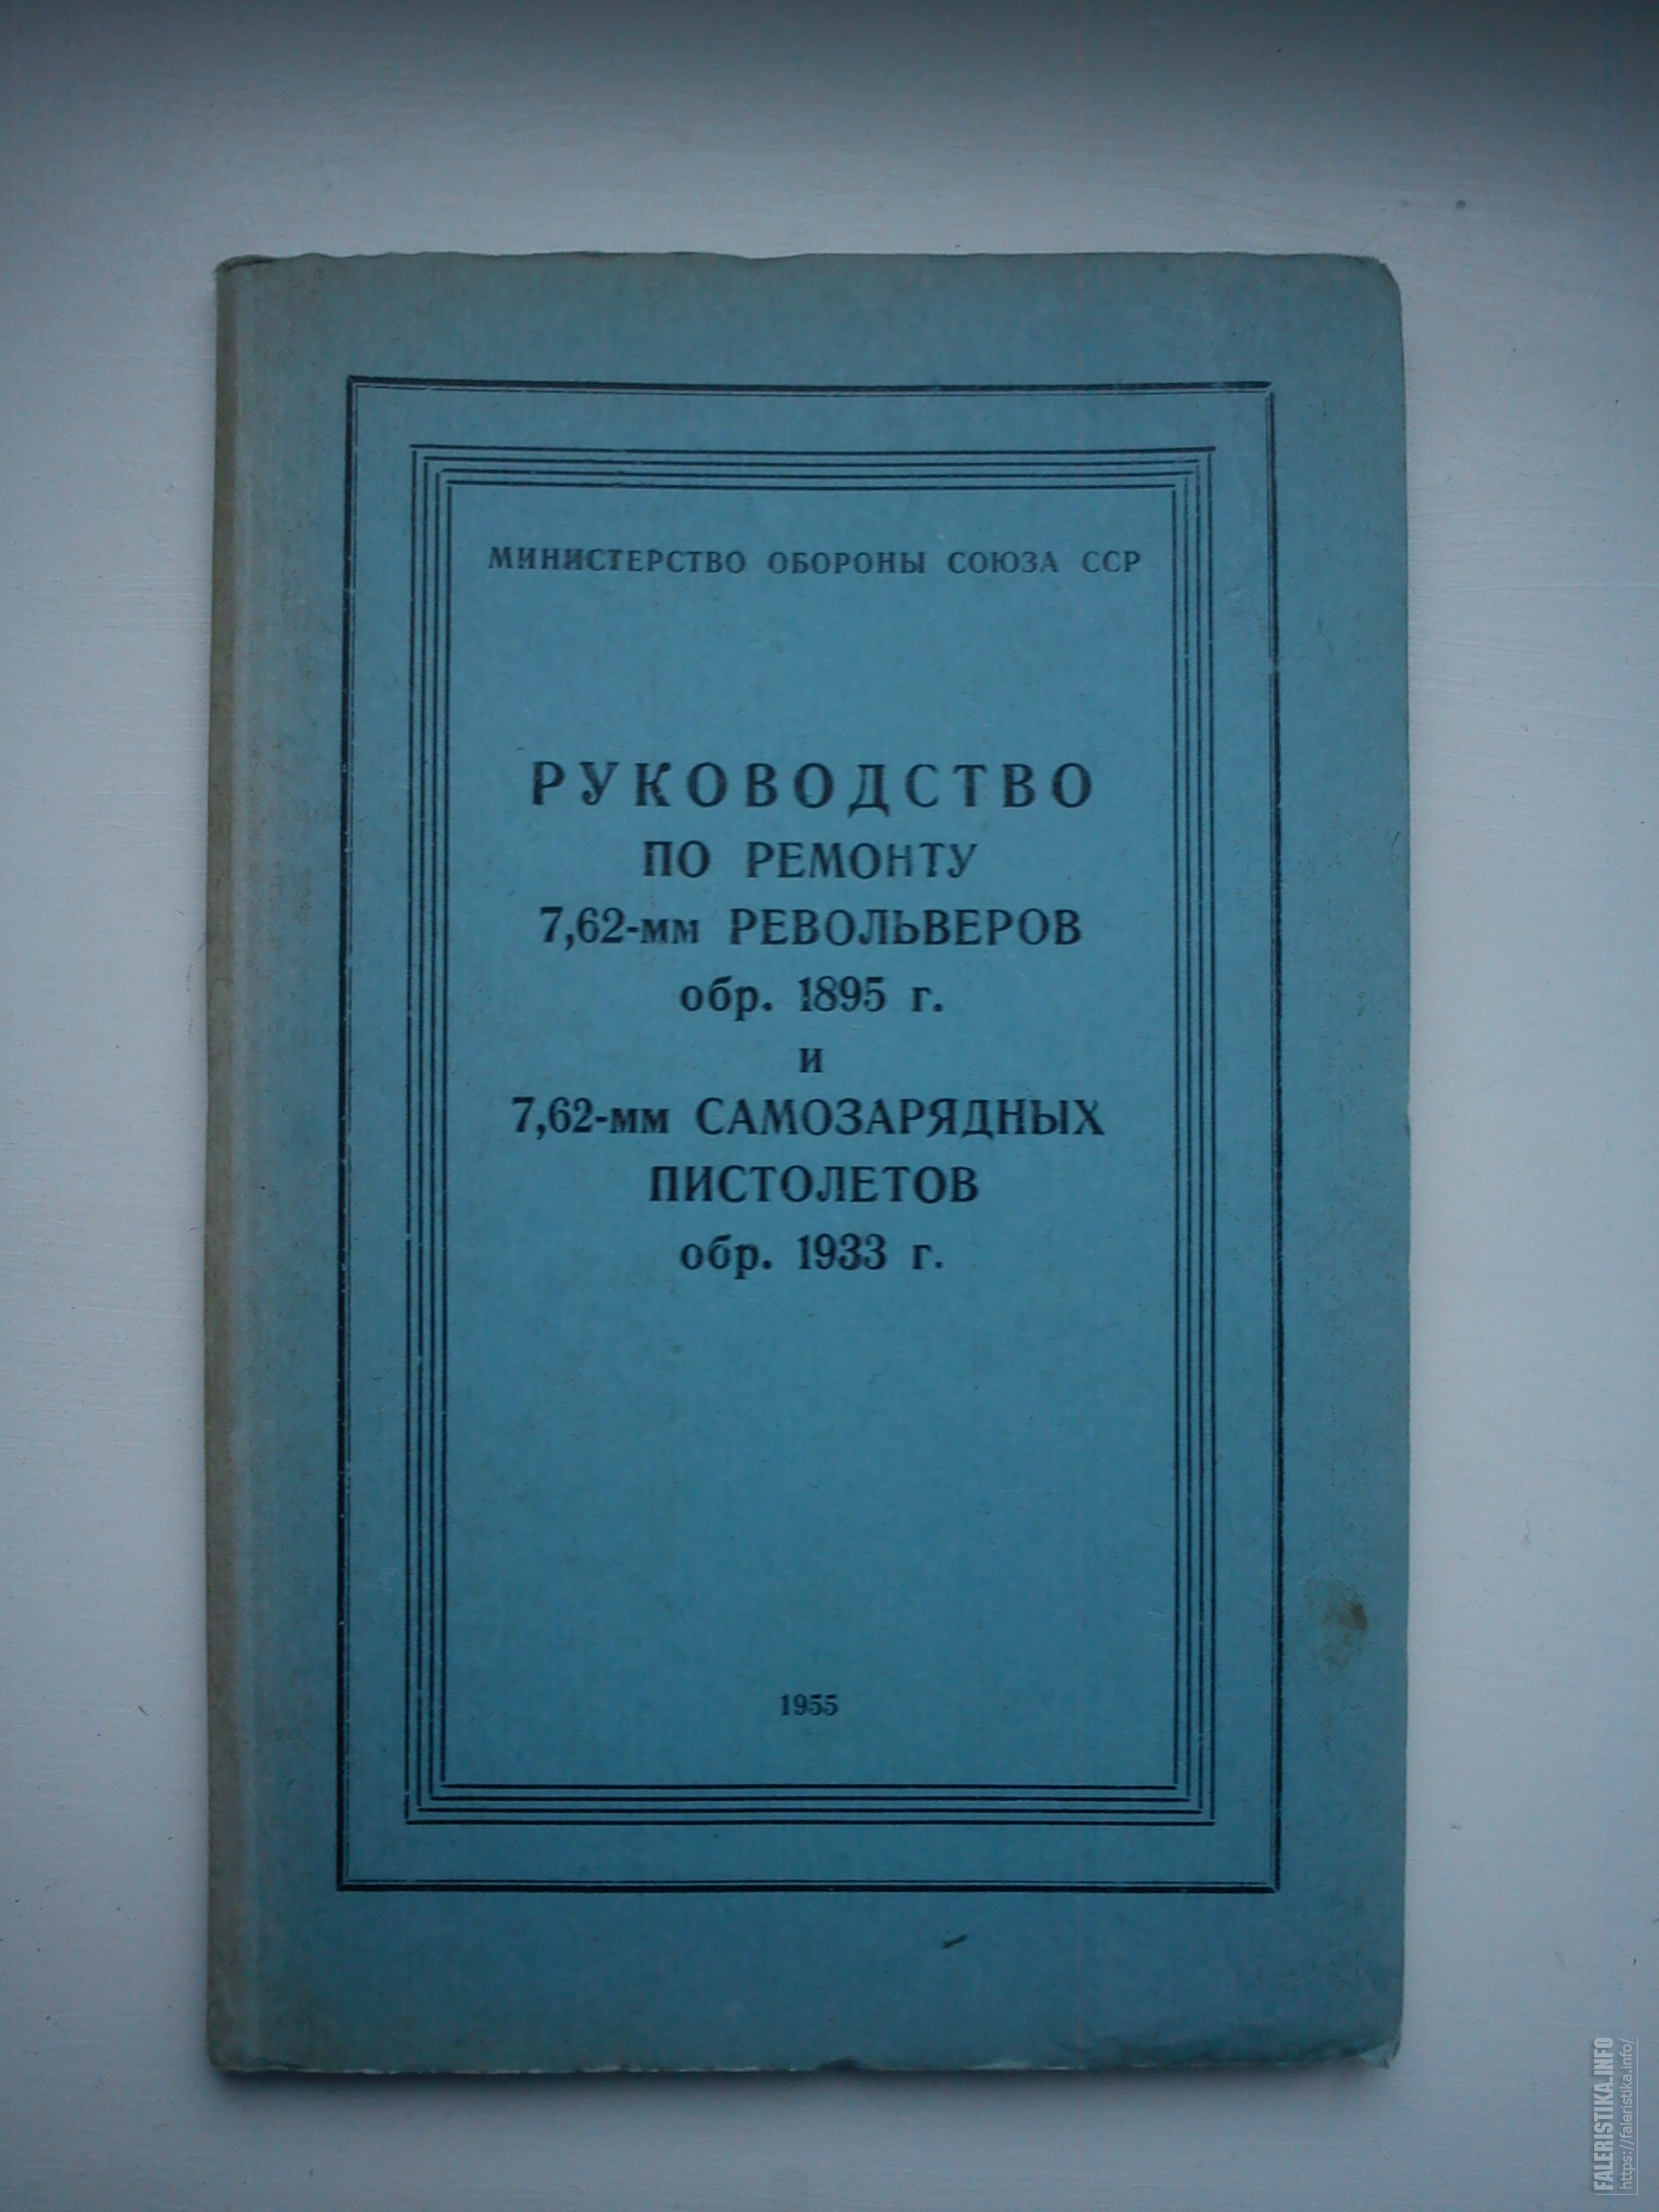 МИНИСТЕРСТВО ОБОРОНЫ СОЮЗА ССР
РУКОВОДСТВО
ПО РЕМОНТУ
7,62-мм РЕВОЛЬВЕРОВ
обр. 1895 г.
и
7,62-мм САМОЗАРЯДНЫХ
ПИСТОЛЕТОВ
обр. 1933 г.
1955
FALERISTIKA.INFO
https://faleristika.info/